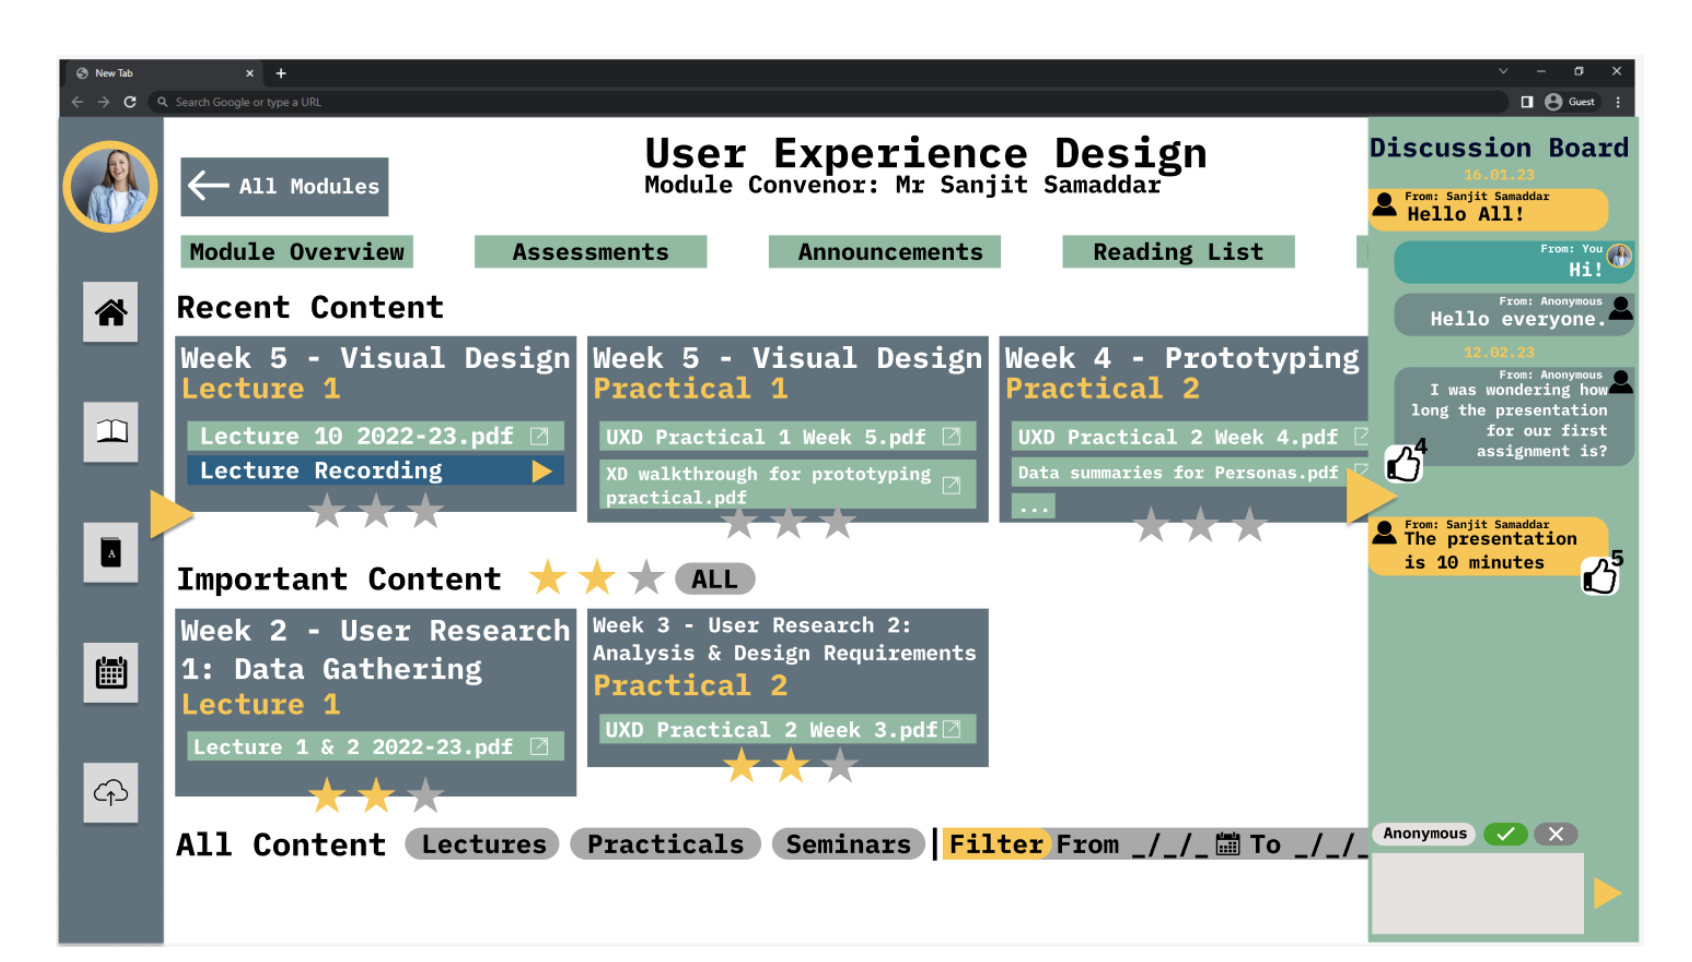 New Tab
Search Google or type a URL
Guest
User Experience Design
Module Convenor: Mr Sanjit Samaddar
All Modules
Module Overview
Assessments
Announcements
Reading List
Recent Content
Week 5 - Visual Design
Lecture 1
Lecture 10 2022-23.pdf
Lecture Recording
Week 5 - Visual Design
Practical 1
UXD Practical 1 Week 5.pdf
XD walkthrough for prototyping
practical.pdf
Week 4 - Prototyping
Practical 2
UXD Practical 2 Week 4.pdf
Data summaries for Personas.pdf
...
A
Important Content
ALL
Week 2 - User Research
1: Data Gathering
Lecture 1
Lecture 1 & 2 2022-23.pdf
Week 3 - User Research 2:
Analysis & Design Requirements
Practical 2
UXD Practical 2 Week 3.pdf
All Content Lectures Practicals Seminars | Filter From _/_/_ To _/_/_
Discussion Board
16.01.23
From: Sanjit Samaddar
Hello All!
From: You
Hi!
From: Anonymous
Hello everyone.
12.02.23
From: Anonymous
I was wondering how
long the presentation
for our first
assignment is?
4
From: Sanjit Samaddar
The presentation
is 10 minutes
5
Anonymous